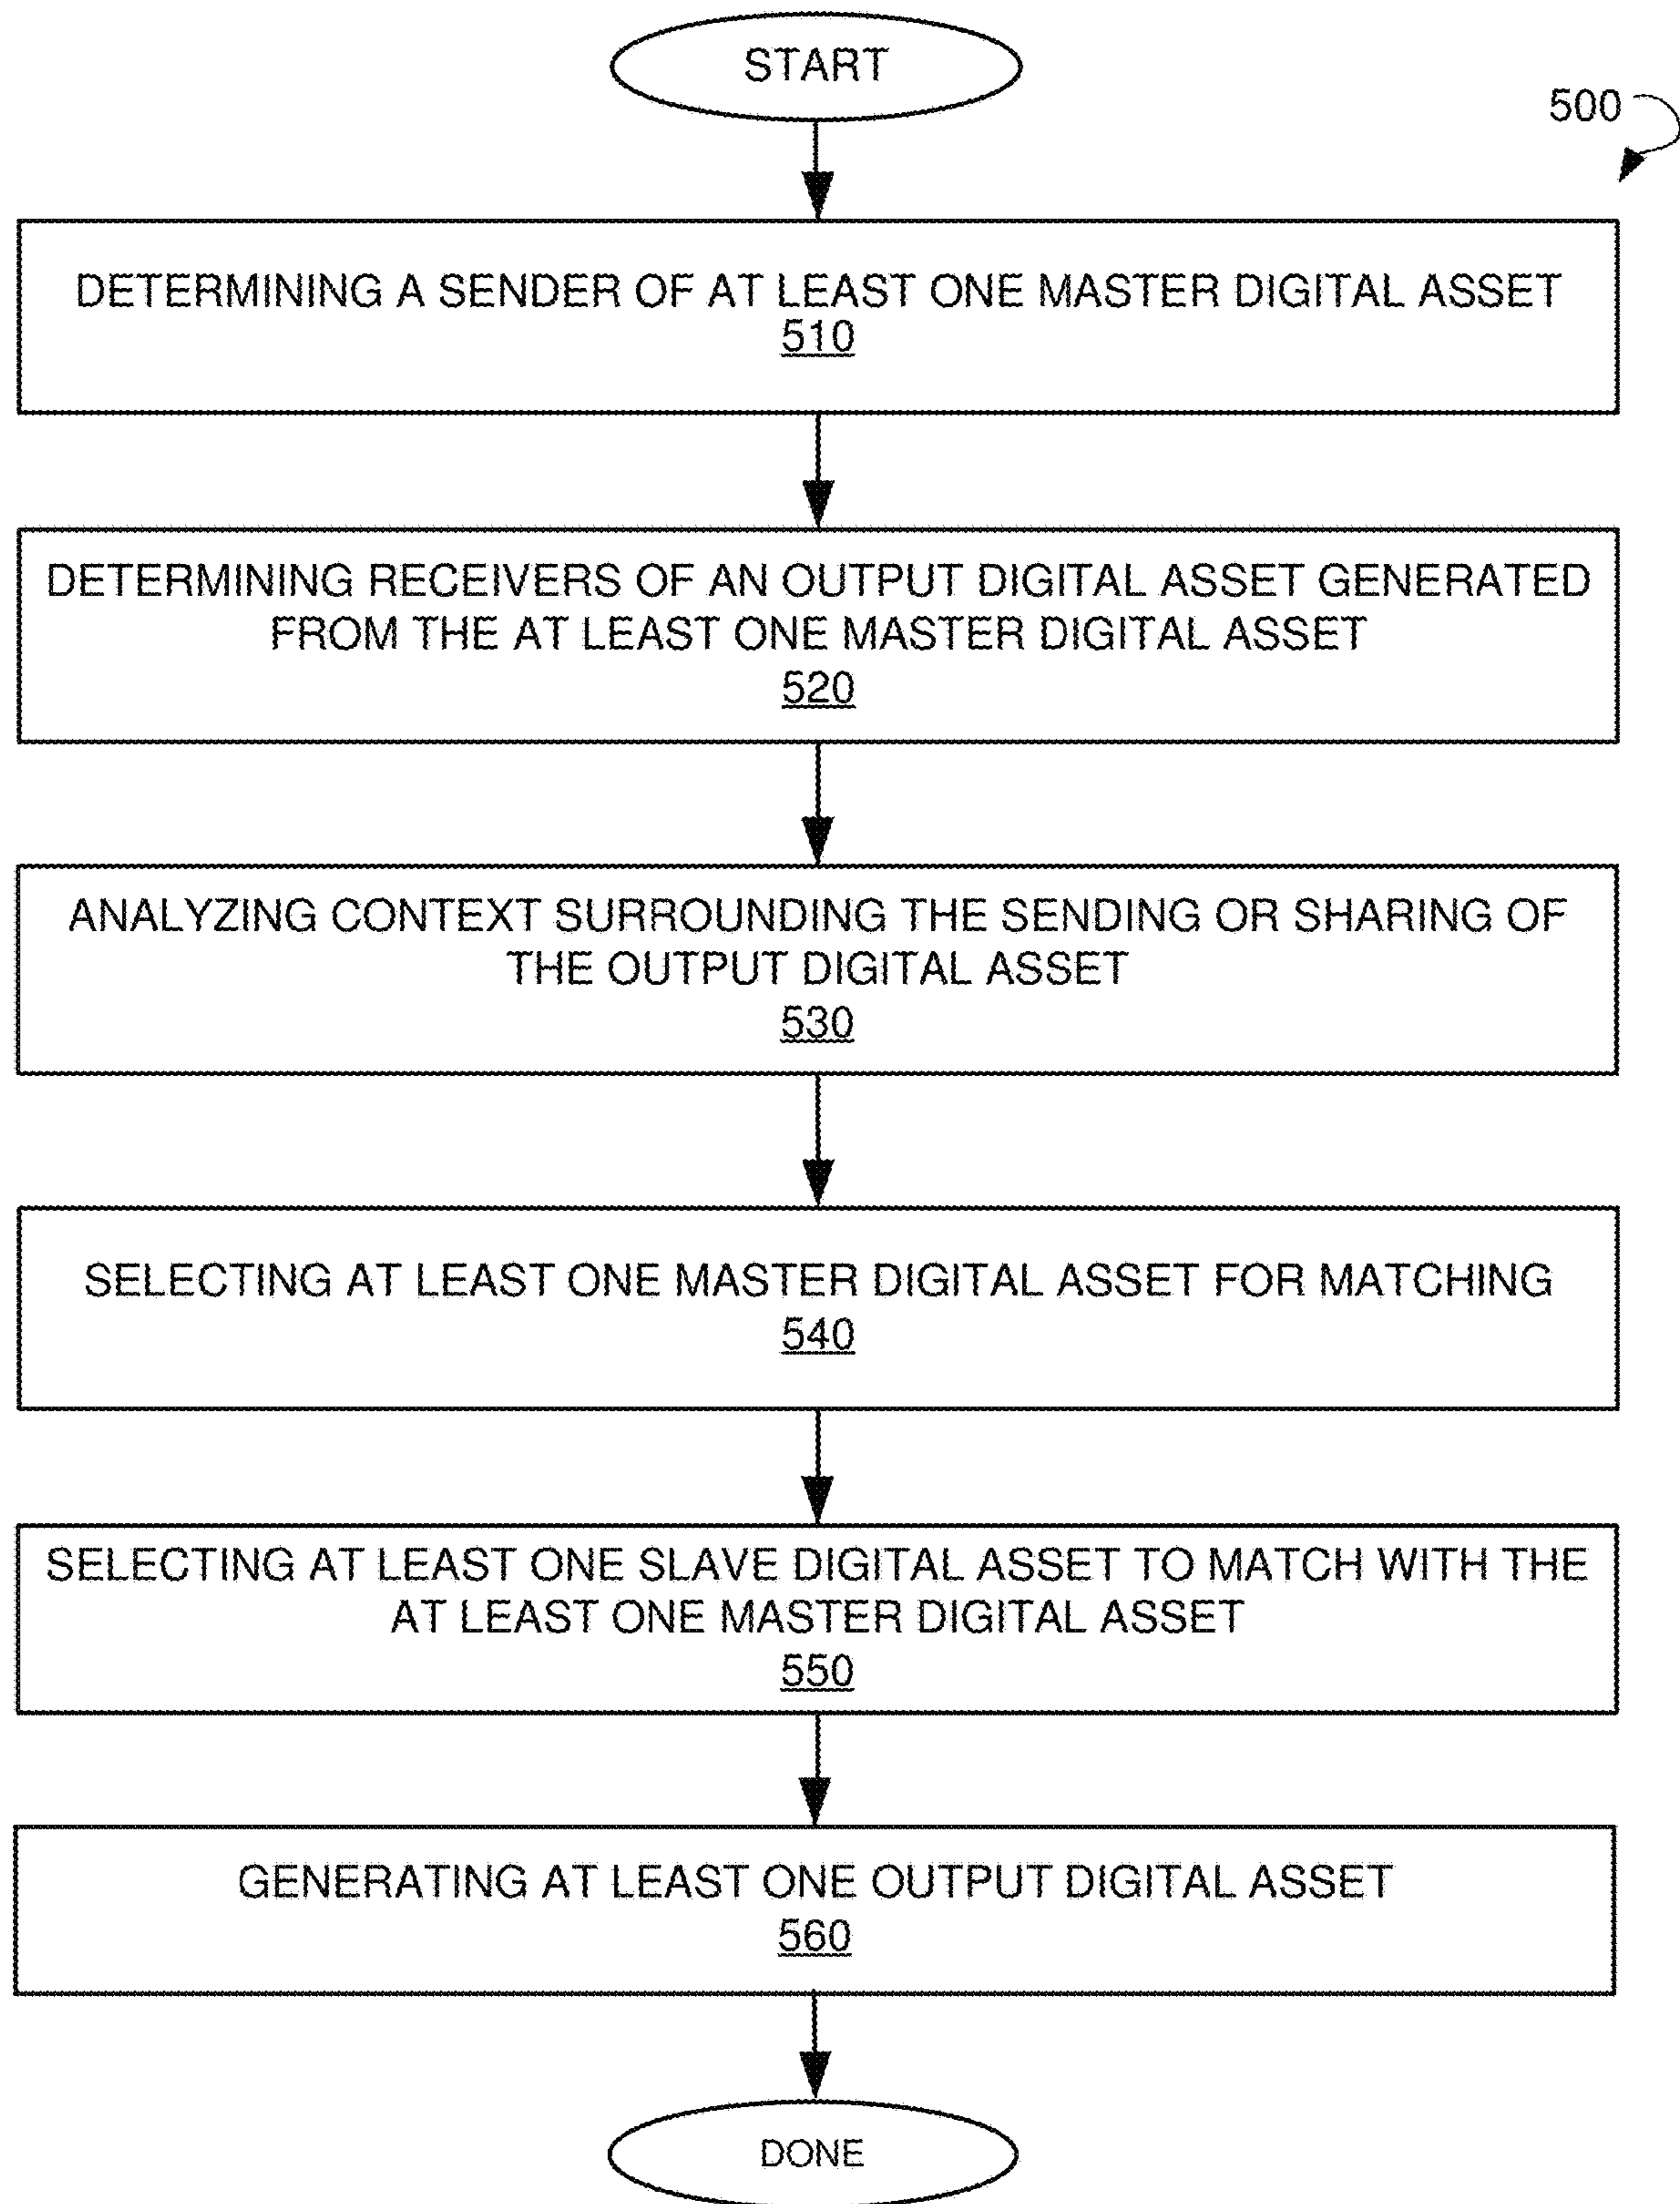 START
500
DETERMINING A SENDER OF AT LEAST ONE MASTER DIGITAL ASSET
510
DETERMINING RECEIVERS OF AN OUTPUT DIGITAL ASSET GENERATED
FROM THE AT LEAST ONE MASTER DIGITAL ASSET
520
ANALYZING CONTEXT SURROUNDING THE SENDING OR SHARING OF
THE OUTPUT DIGITAL ASSET
530
SELECTING AT LEAST ONE MASTER DIGITAL ASSET FOR MATCHING
540
SELECTING AT LEAST ONE SLAVE DIGITAL ASSET TO MATCH WITH THE
AT LEAST ONE MASTER DIGITAL ASSET
550
GENERATING AT LEAST ONE OUTPUT DIGITAL ASSET
560
DONE